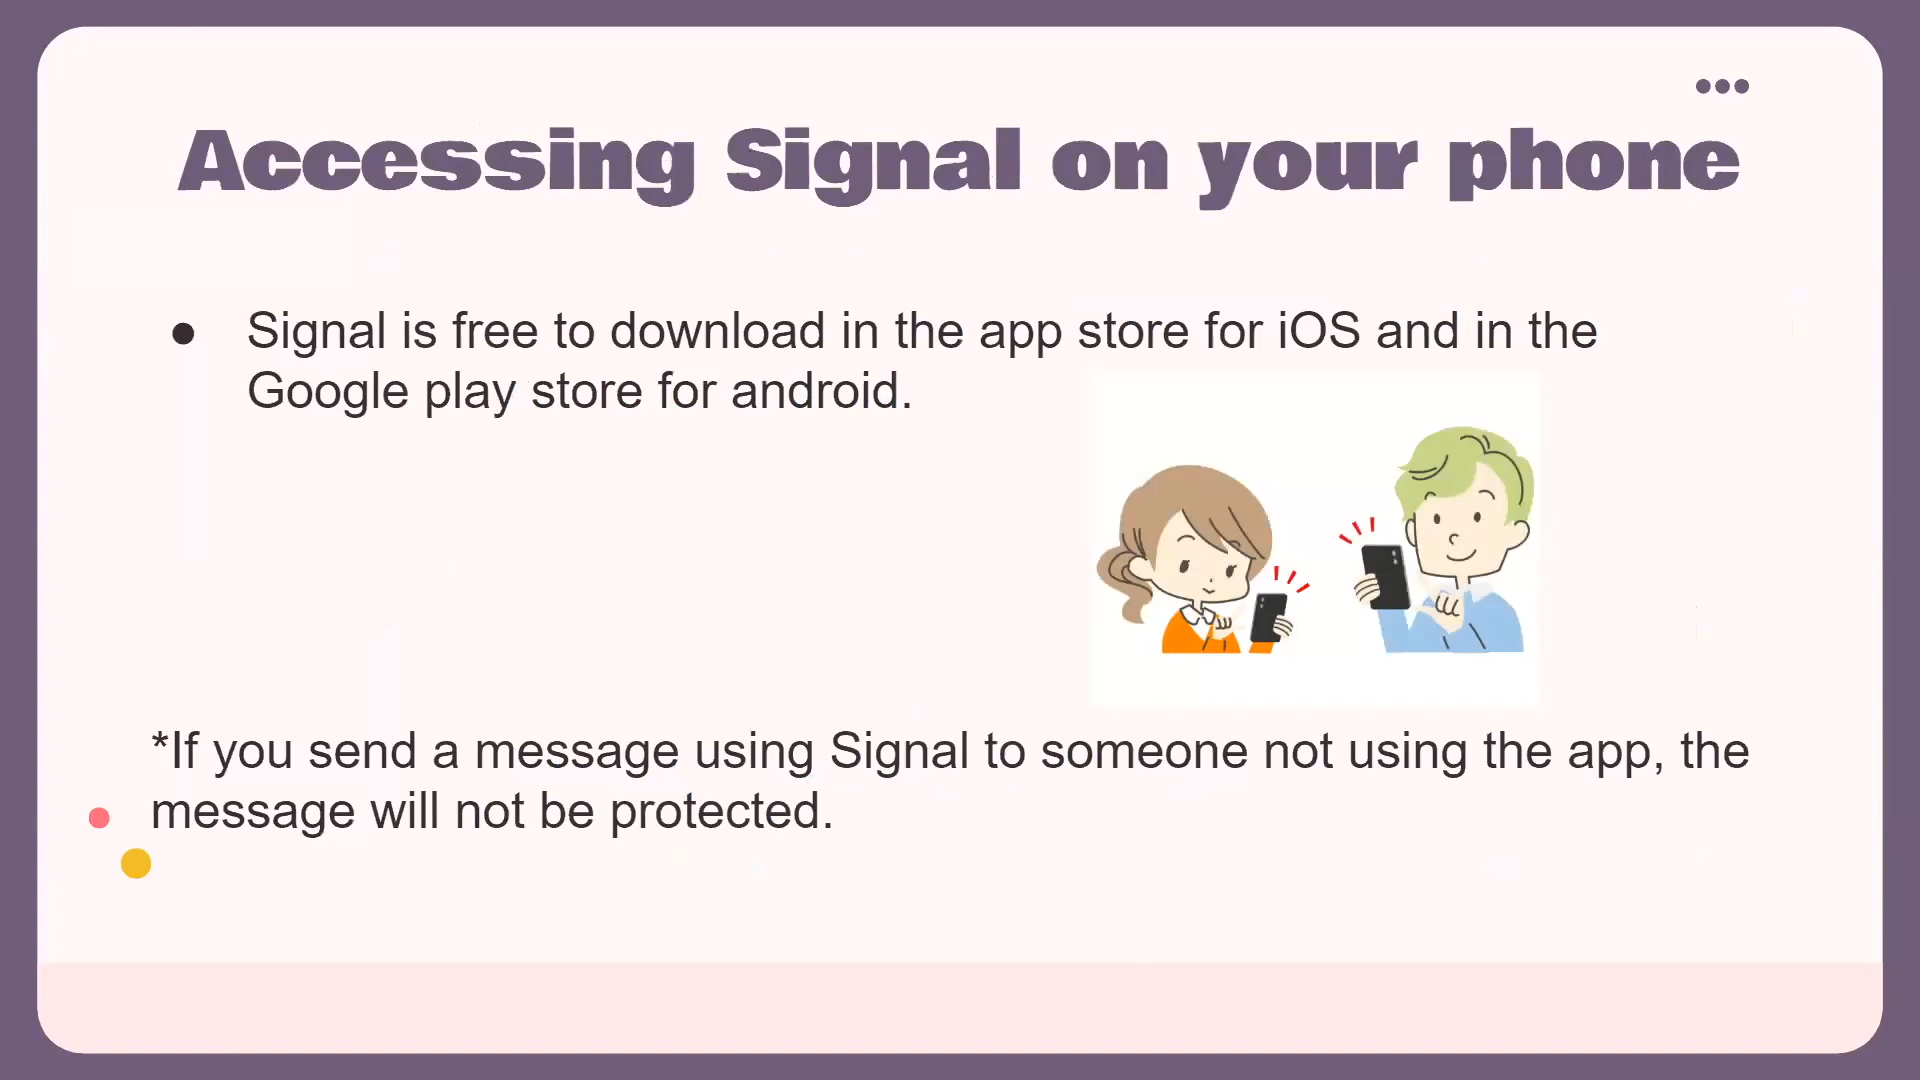 Accessing Signal on your phone
● Signal is free to download in the app store for iOS and in the
Google play store for android.
*If you send a message using Signal to someone not using the app, the
message will not be protected.